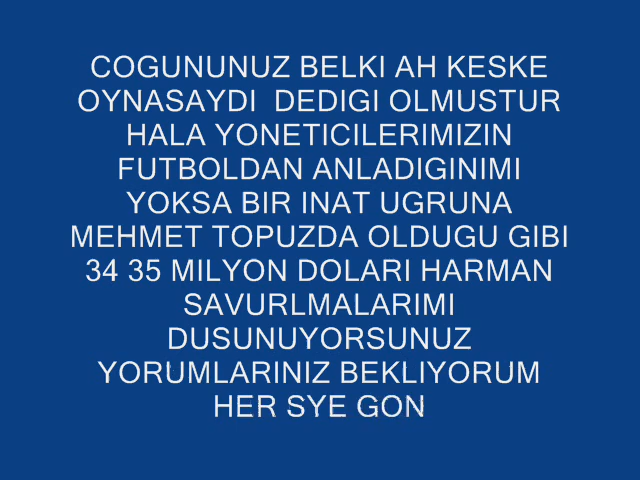 COGUNUNUZ BELKI AH KESKE
OYNASAYDI  DEDIGI OLMUSTUR
HALA YONETICILERIMIZIN
FUTBOLDAN ANLADIGINIMI
YOKSA BIR INAT UGRUNA
MEHMET TOPUZDA OLDUGU GIBI
34 35 MILYON DOLARI HARMAN
SAVURLMALARIMI
DUSUNUYORSUNUZ
YORUMLARINIZ BEKLIYORUM
HER SYE GON